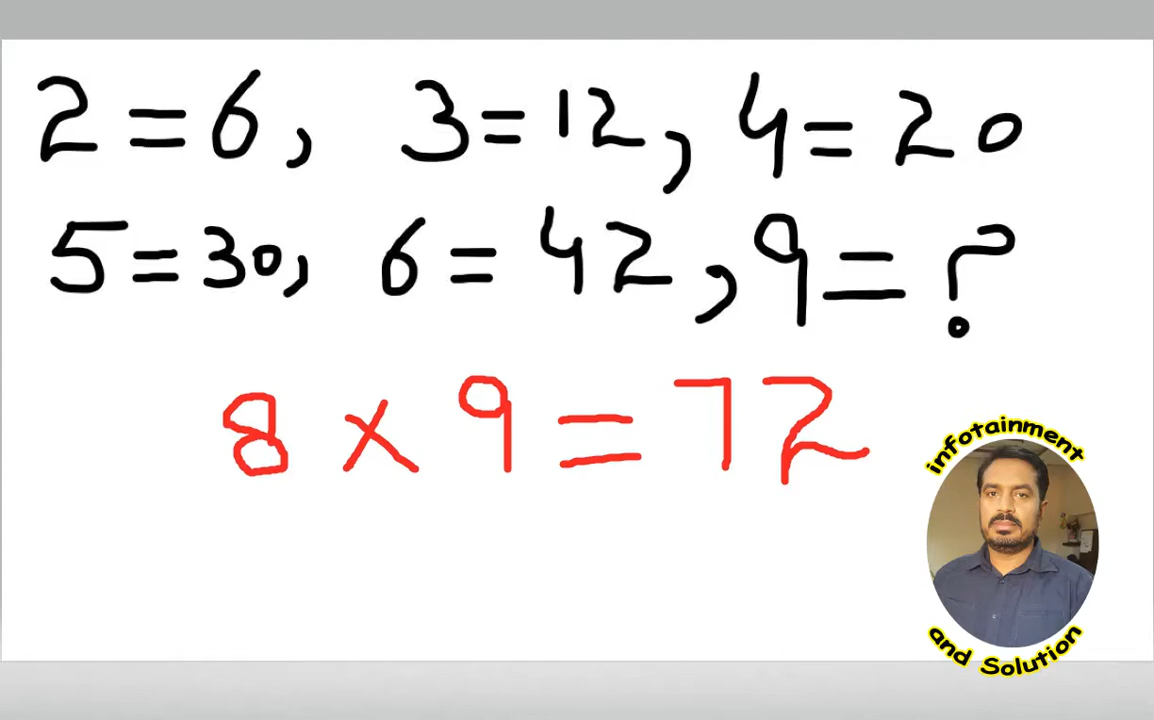 2=6, 3=12, 4=20
5=30, 6=42, 9=?
8×9=72
infotainment
and Solution